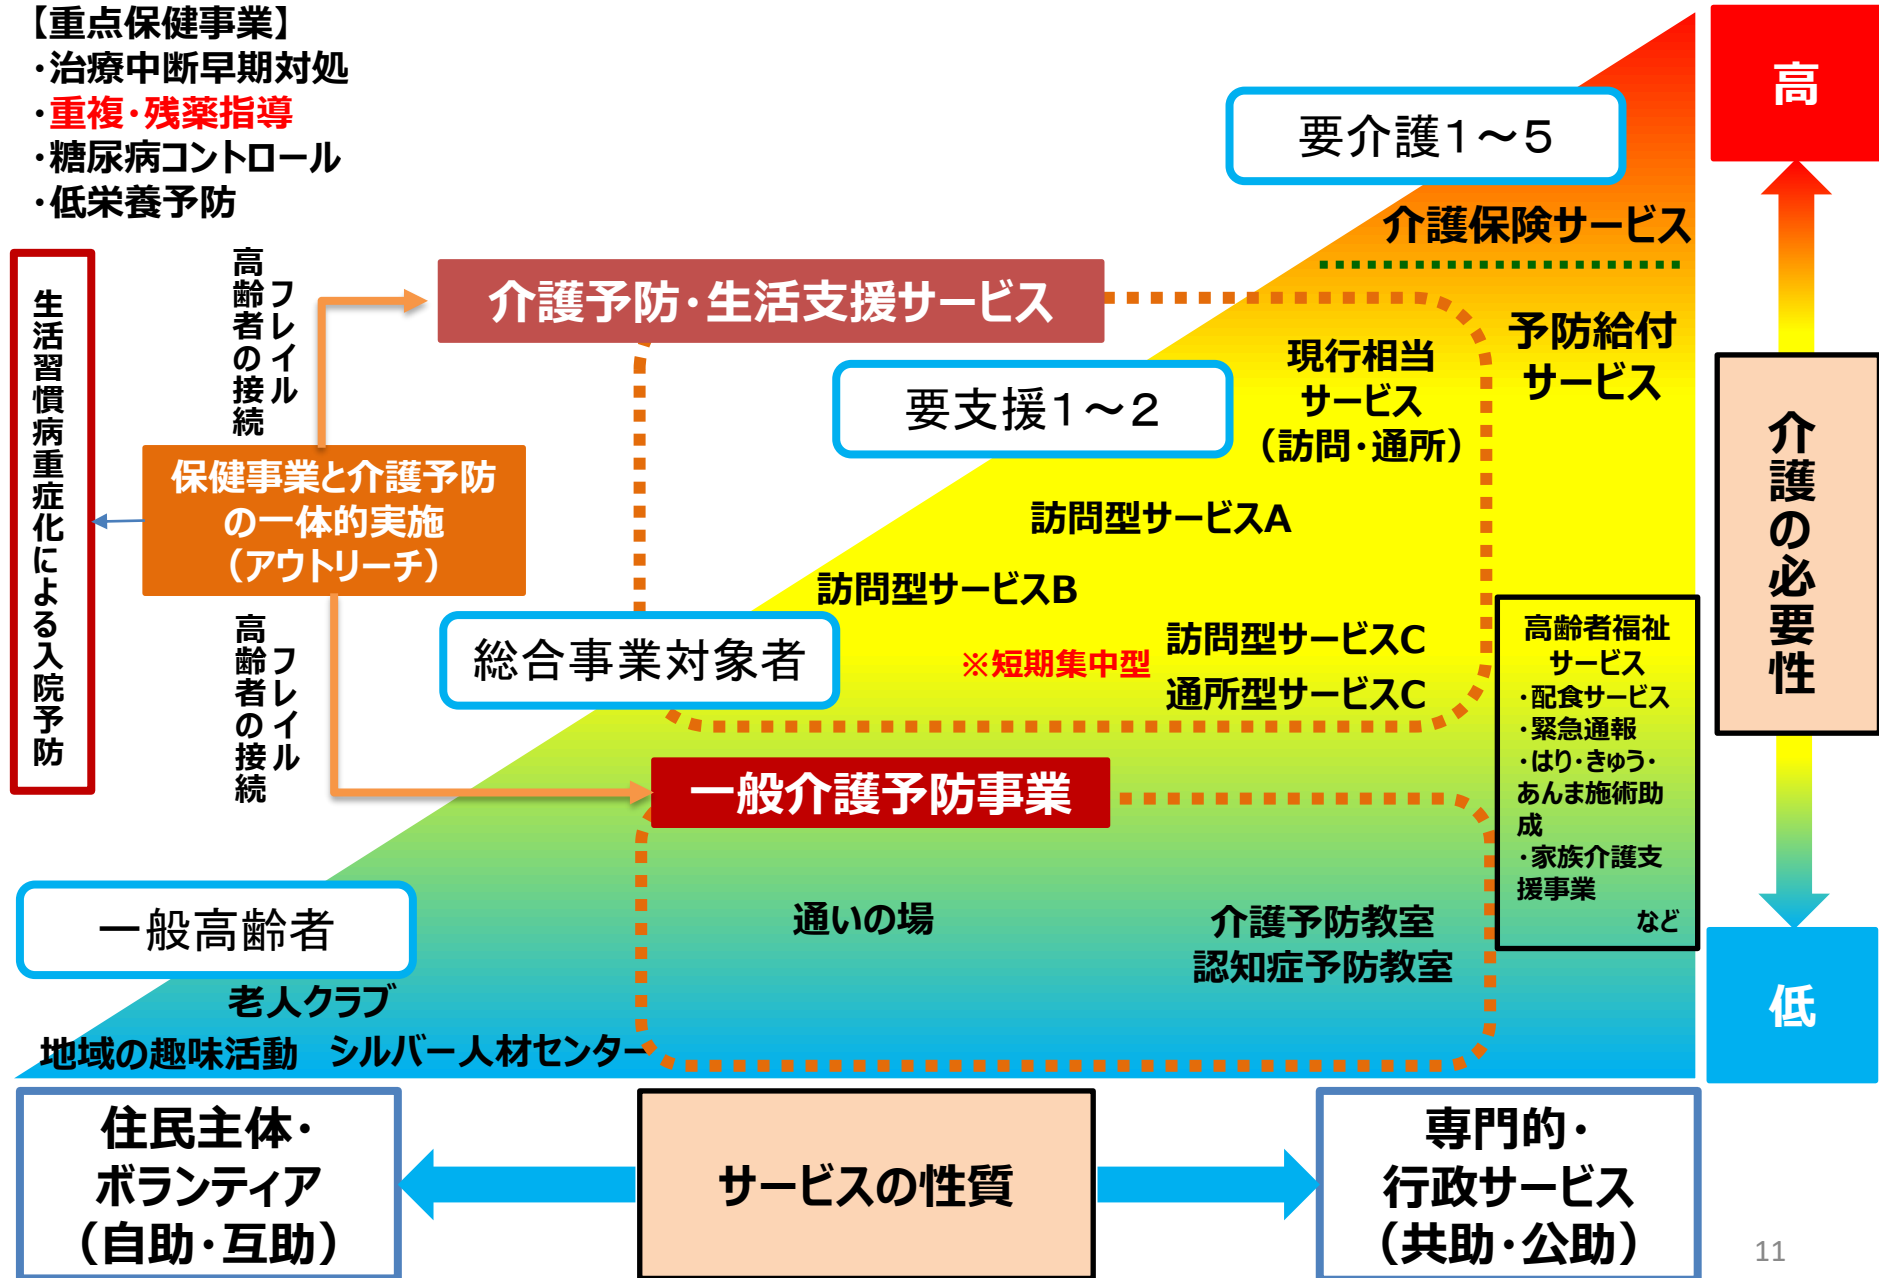 【重点保健事業】
・治療中断早期対処
・重複・残薬指導
・糖尿病コントロール
・低栄養予防
高
要介護1～5
介護保険サービス
フレイル
高齢者の接続
介護予防・生活支援サービス
生活習慣病重症化による入院予防
予防給付
サービス
現行相当
サービス
（訪問・通所）
要支援1～2
介護の必要性
保健事業と介護予防
の一体的実施
（アウトリーチ）
訪問型サービスA
訪問型サービスB
フレイル
高齢者の接続
総合事業対象者
※短期集中型
訪問型サービスC
通所型サービスC
高齢者福祉
サービス
・配食サービス
・緊急通報
・はり・きゅう・
あんま施術助
成
・家族介護支
援事業
など
一般介護予防事業
一般高齢者
通いの場
介護予防教室
認知症予防教室
老人クラブ
地域の趣味活動
シルバー人材センター
低
住民主体・
ボランティア
（自助・互助）
サービスの性質
専門的・
行政サービス
（共助・公助）
11